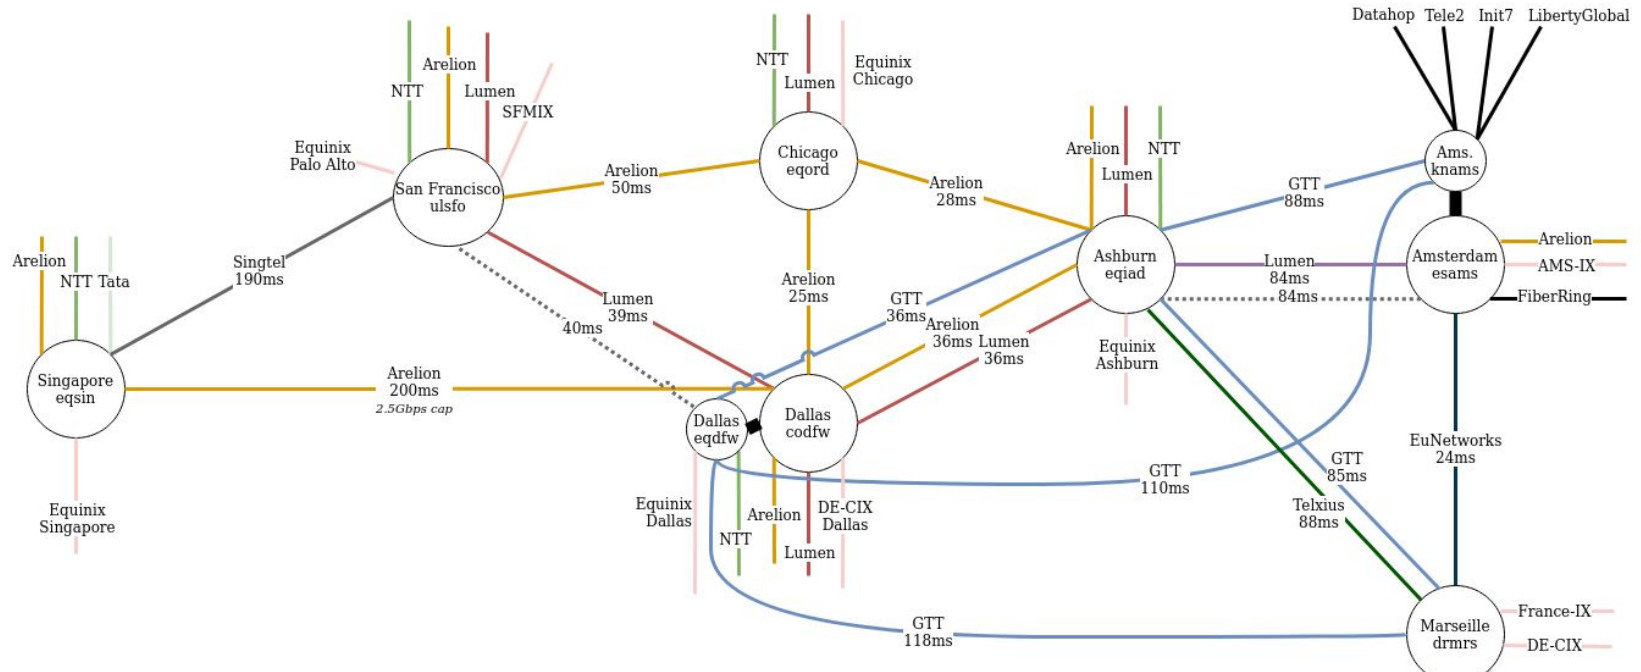 Datahop
Tele2
Init7
LibertyGlobal
NTT
Arelion
Lumen
SFMIX
Equinix
Palo Alto
San Francisco
ulsfo
NTT
Lumen
Equinix
Chicago
Chicago
eqord
Arelion
50ms
Arelion
28ms
Arelion
Lumen
NTT
GTT
88ms
Ams.
knams
Arelion
NTT
Tata
Singtel
190ms
Singapore
eqsin
Equinix
Singapore
Arelion
200ms
2.5Gbps cap
Lumen
39ms
40ms
Arelion
25ms
GTT
36ms
Arelion
36ms
Lumen
36ms
Ashburn
eqiad
Equinix
Ashburn
Lumen
84ms
84ms
Amsterdam
esams
Arelion
AMS-IX
FiberRing
Dallas
eqdfw
Dallas
codfw
Equinix
Dallas
NTT
Arelion
Lumen
DE-CIX
Dallas
GTT
110ms
GTT
85ms
Telxius
88ms
EuNetworks
24ms
GTT
118ms
Marseille
drmrs
France-IX
DE-CIX